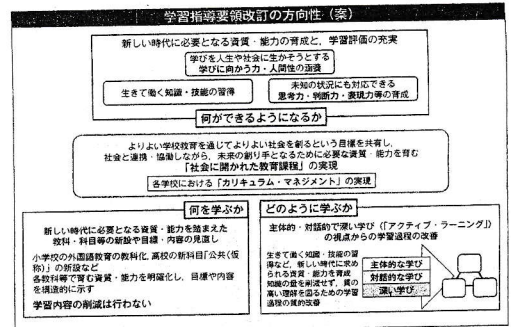 学習指導要領改訂の方向性（案）
新しい時代に必要となる資質・能力の育成と，学習評価の充実
学びを人生や社会に生かそうとする
学びに向かう力・人間性の涵養
生きて働く知識・技能の習得
未知の状況にも対応できる
思考力・判断力・表現力等の育成
何ができるようになるか
よりよい学校教育を通じてよりよい社会を創るという目標を共有し，
社会と連携・協働しながら，未来の創り手となるために必要な資質・能力を育む
「社会に開かれた教育課程」の実現
各学校における「カリキュラム・マネジメント」の実現
何を学ぶか
新しい時代に必要となる資質・能力を踏まえた
教科・科目等の新設や目標・内容の見直し
小学校の外国語教育の教科化，高校の新科目「公共（仮
称）」の新設など
各教科等で育む資質・能力を明確化し，目標や内容
を構造的に示す
学習内容の削減は行わない
どのように学ぶか
主体的・対話的で深い学び（「アクティブ・ラーニング」）
の視点からの学習過程の改善
生きて働く知識・技能の習
得など，新しい時代に求め
られる資質・能力を育成
知識の量を削減せず，質の
高い理解を図るための学習
過程の質的改善
主体的な学び
対話的な学び
深い学び